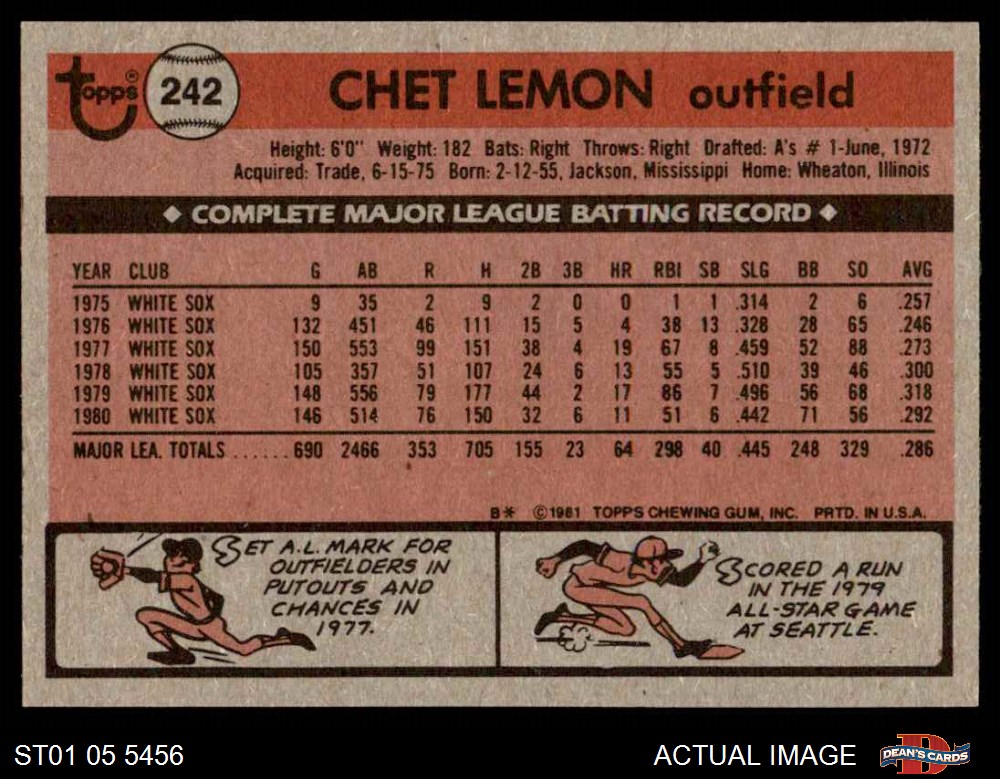 topps® 242 CHET LEMON outfield
Height: 6'0" Weight: 182 Bats: Right Throws: Right Drafted: A's # 1-June, 1972
Acquired: Trade, 6-15-75 Born: 2-12-55, Jackson, Mississippi Home: Wheaton, Illinois
◆ COMPLETE MAJOR LEAGUE BATTING RECORD ◆
YEAR CLUB G AB R H 2B 3B HR RBI SB SLG BB SO AVG
1975 WHITE SOX 9 35 2 9 2 0 0 1 1 .314 2 6 .257
1976 WHITE SOX 132 451 46 111 15 5 4 38 13 .328 28 65 .246
1977 WHITE SOX 150 553 99 151 38 4 19 67 8 .459 52 88 .273
1978 WHITE SOX 105 357 51 107 24 6 13 55 5 .510 39 46 .300
1979 WHITE SOX 148 556 79 177 44 2 17 86 7 .496 56 68 .318
1980 WHITE SOX 146 514 76 150 32 6 11 51 6 .442 71 56 .292
MAJOR LEA. TOTALS ......690 2466 353 705 155 23 64 298 40 .445 248 329 .286
B* ©1981 TOPPS CHEWING GUM, INC. PRTD. IN U.S.A.
SET A.L. MARK FOR
OUTFIELDERS IN
PUTOUTS AND
CHANCES IN
1977.
SCORED A RUN
IN THE 1979
ALL-STAR GAME
AT SEATTLE.
ST01 05 5456 ACTUAL IMAGE DEAN'S CARDS